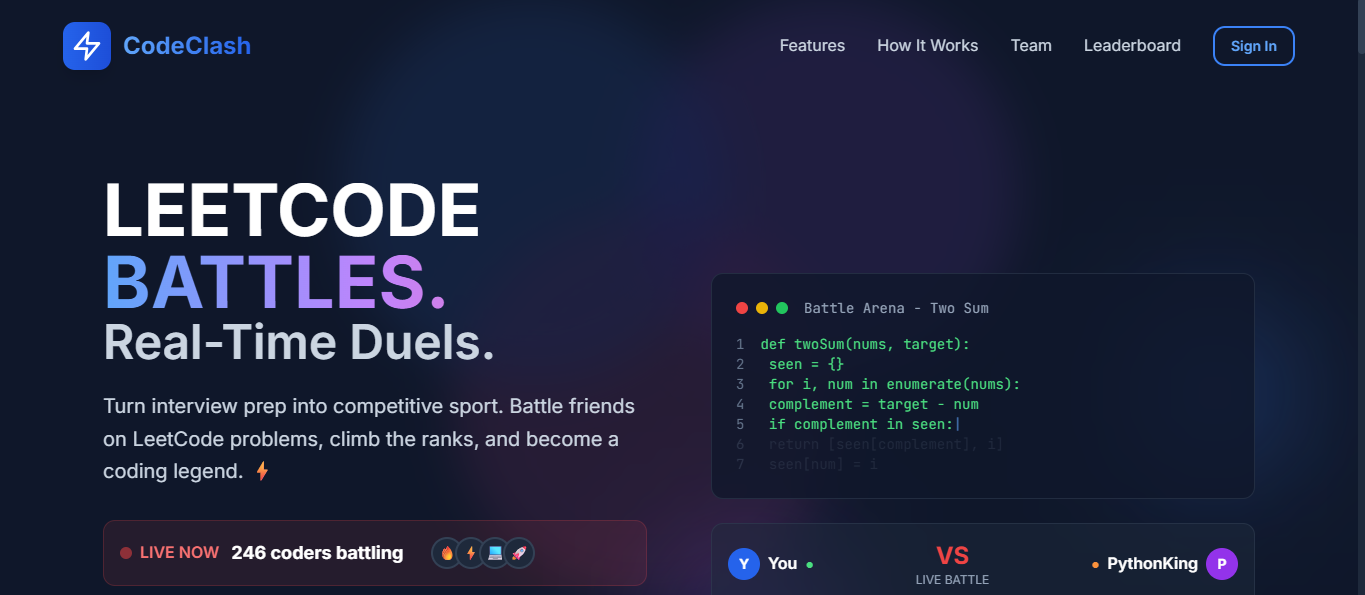 CodeClash
Features
How It Works
Team
Leaderboard
Sign In
LEETCODE
BATTLES.
Real-Time Duels.
Turn interview prep into competitive sport. Battle friends
on LeetCode problems, climb the ranks, and become a
coding legend.
LIVE NOW 246 coders battling
Battle Arena - Two Sum
1 def twoSum(nums, target):
2 seen = {}
3 for i, num in enumerate(nums):
4 complement = target - num
5 if complement in seen:|
6 return [seen[complement], i]
7 seen[num] = i
Y You
VS
LIVE BATTLE
PythonKing P